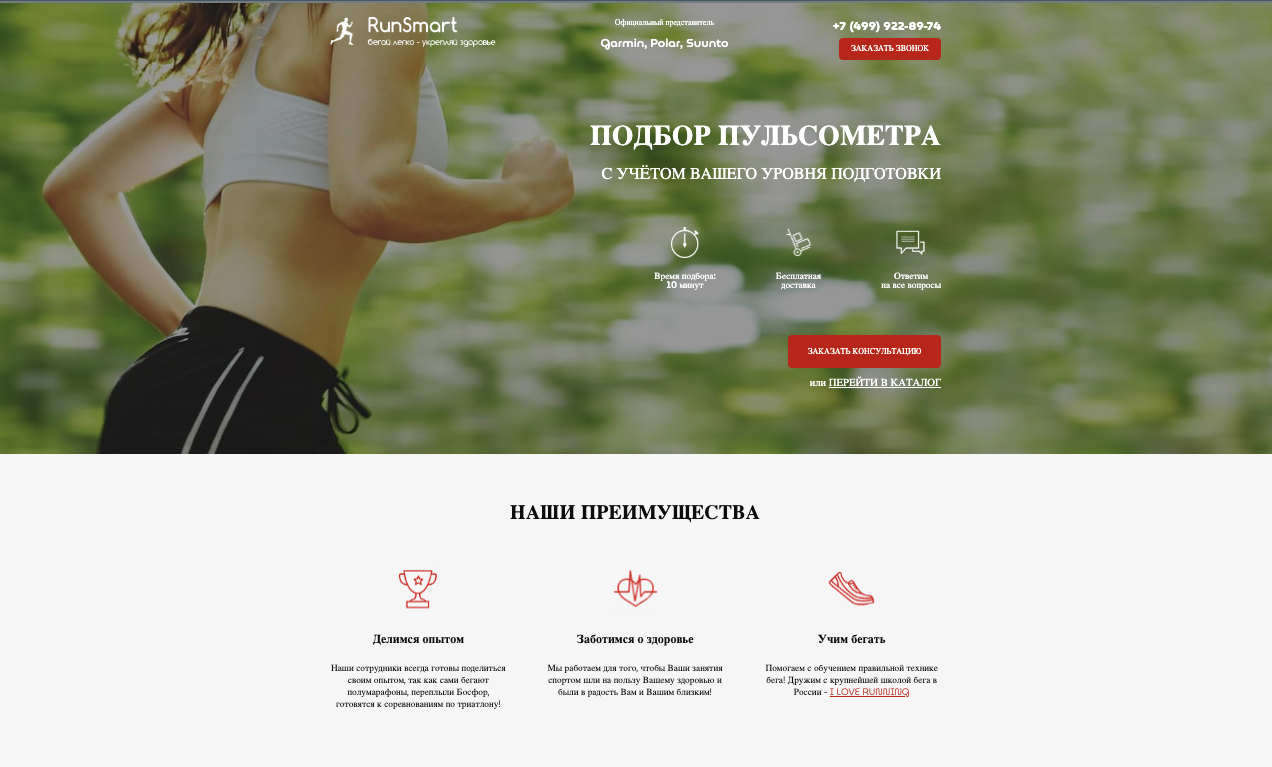 RunSmart
бегай легко - укрепляй здоровье
Официальный представитель
Garmin, Polar, Suunto
+7 (499) 922-89-74
ЗАКАЗАТЬ ЗВОНОК
ПОДБОР ПУЛЬСОМЕТРА
С УЧЁТОМ ВАШЕГО УРОВНЯ ПОДГОТОВКИ
Время подбора:
10 минут
Бесплатная
доставка
Ответим
на все вопросы
ЗАКАЗАТЬ КОНСУЛЬТАЦИЮ
или ПЕРЕЙТИ В КАТАЛОГ
НАШИ ПРЕИМУЩЕСТВА
Делимся опытом
Наши сотрудники всегда готовы поделиться
своим опытом, так как сами бегают
полумарафоны, переплыли Босфор,
готовятся к соревнованиям по триатлону!
Заботимся о здоровье
Мы работаем для того, чтобы Ваши занятия
спортом шли на пользу Вашему здоровью и
были в радость Вам и Вашим близким!
Учим бегать
Помогаем с обучением правильной технике
бега! Дружим с крупнейшей школой бега в
России - I LOVE RUNNING